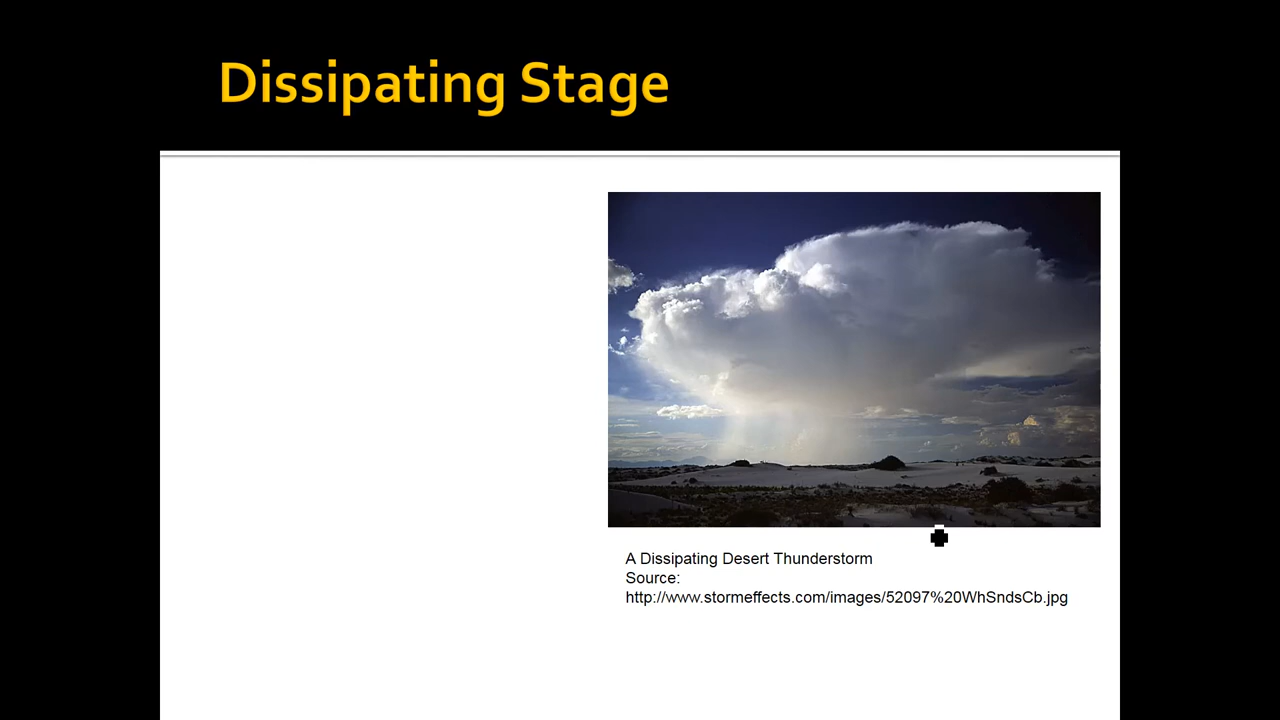 Dissipating Stage
A Dissipating Desert Thunderstorm
Source:
http://www.stormeffects.com/images/52097%20WhSndsCb.jpg